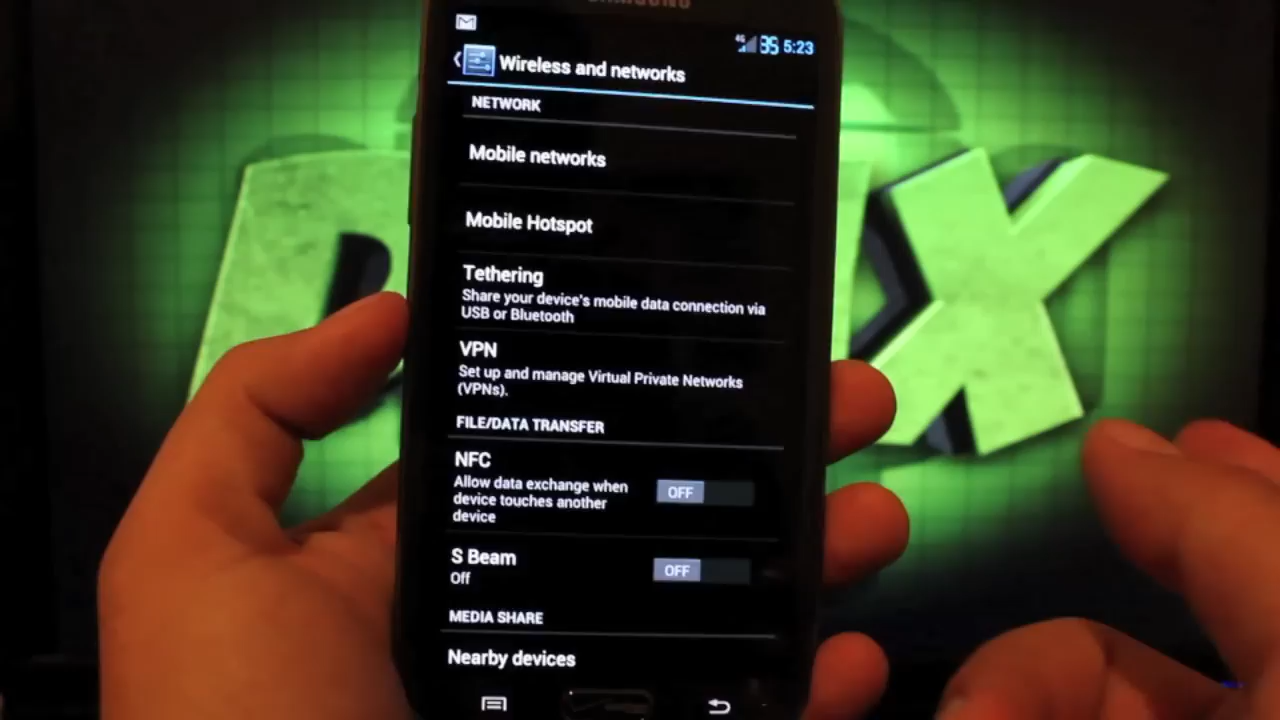 SAMSUNG
4G 35 5:23
Wireless and networks
NETWORK
Mobile networks
Mobile Hotspot
Tethering
Share your device's mobile data connection via
USB or Bluetooth
VPN
Set up and manage Virtual Private Networks
(VPNs).
FILE/DATA TRANSFER
NFC
Allow data exchange when
device touches another
device
OFF
S Beam
Off
OFF
MEDIA SHARE
Nearby devices
X